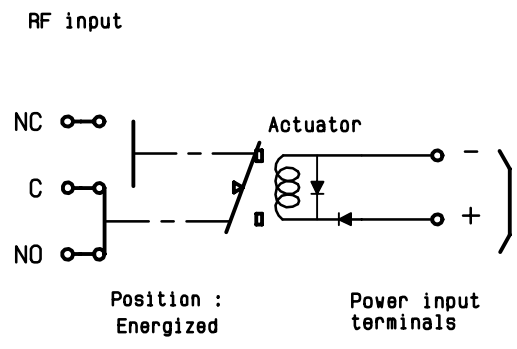 RF input
NC
Actuator
-
C
+
NO
Position :
Energized
Power input
terminals